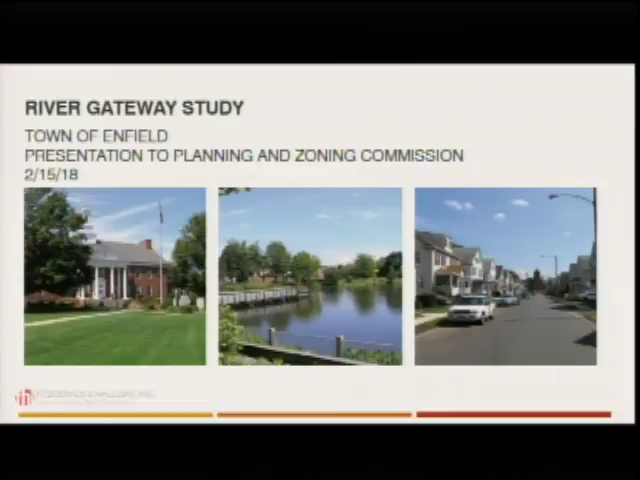 RIVER GATEWAY STUDY
TOWN OF ENFIELD
PRESENTATION TO PLANNING AND ZONING COMMISSION
2/15/18